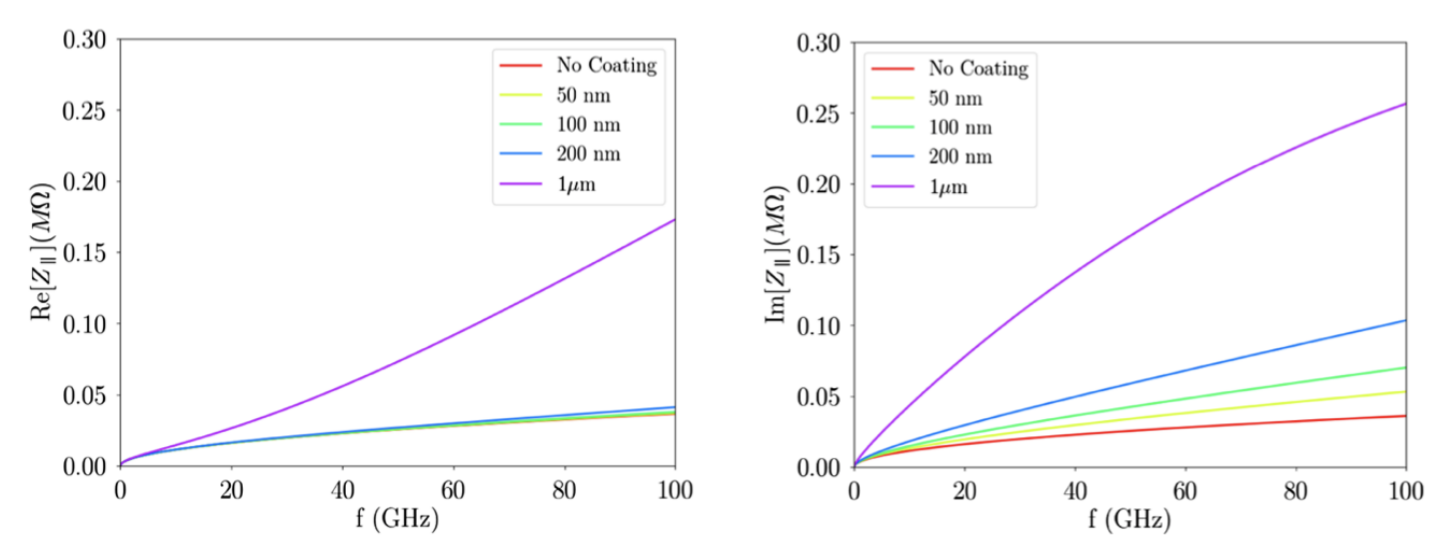 0.30
0.25
0.20
0.15
0.10
0.05
0.00
Re[Z∥](MΩ)
No Coating
50 nm
100 nm
200 nm
1μm
0 20 40 60 80 100
f (GHz)
0.30
0.25
0.20
0.15
0.10
0.05
0.00
Im[Z∥](MΩ)
No Coating
50 nm
100 nm
200 nm
1μm
0 20 40 60 80 100
f (GHz)